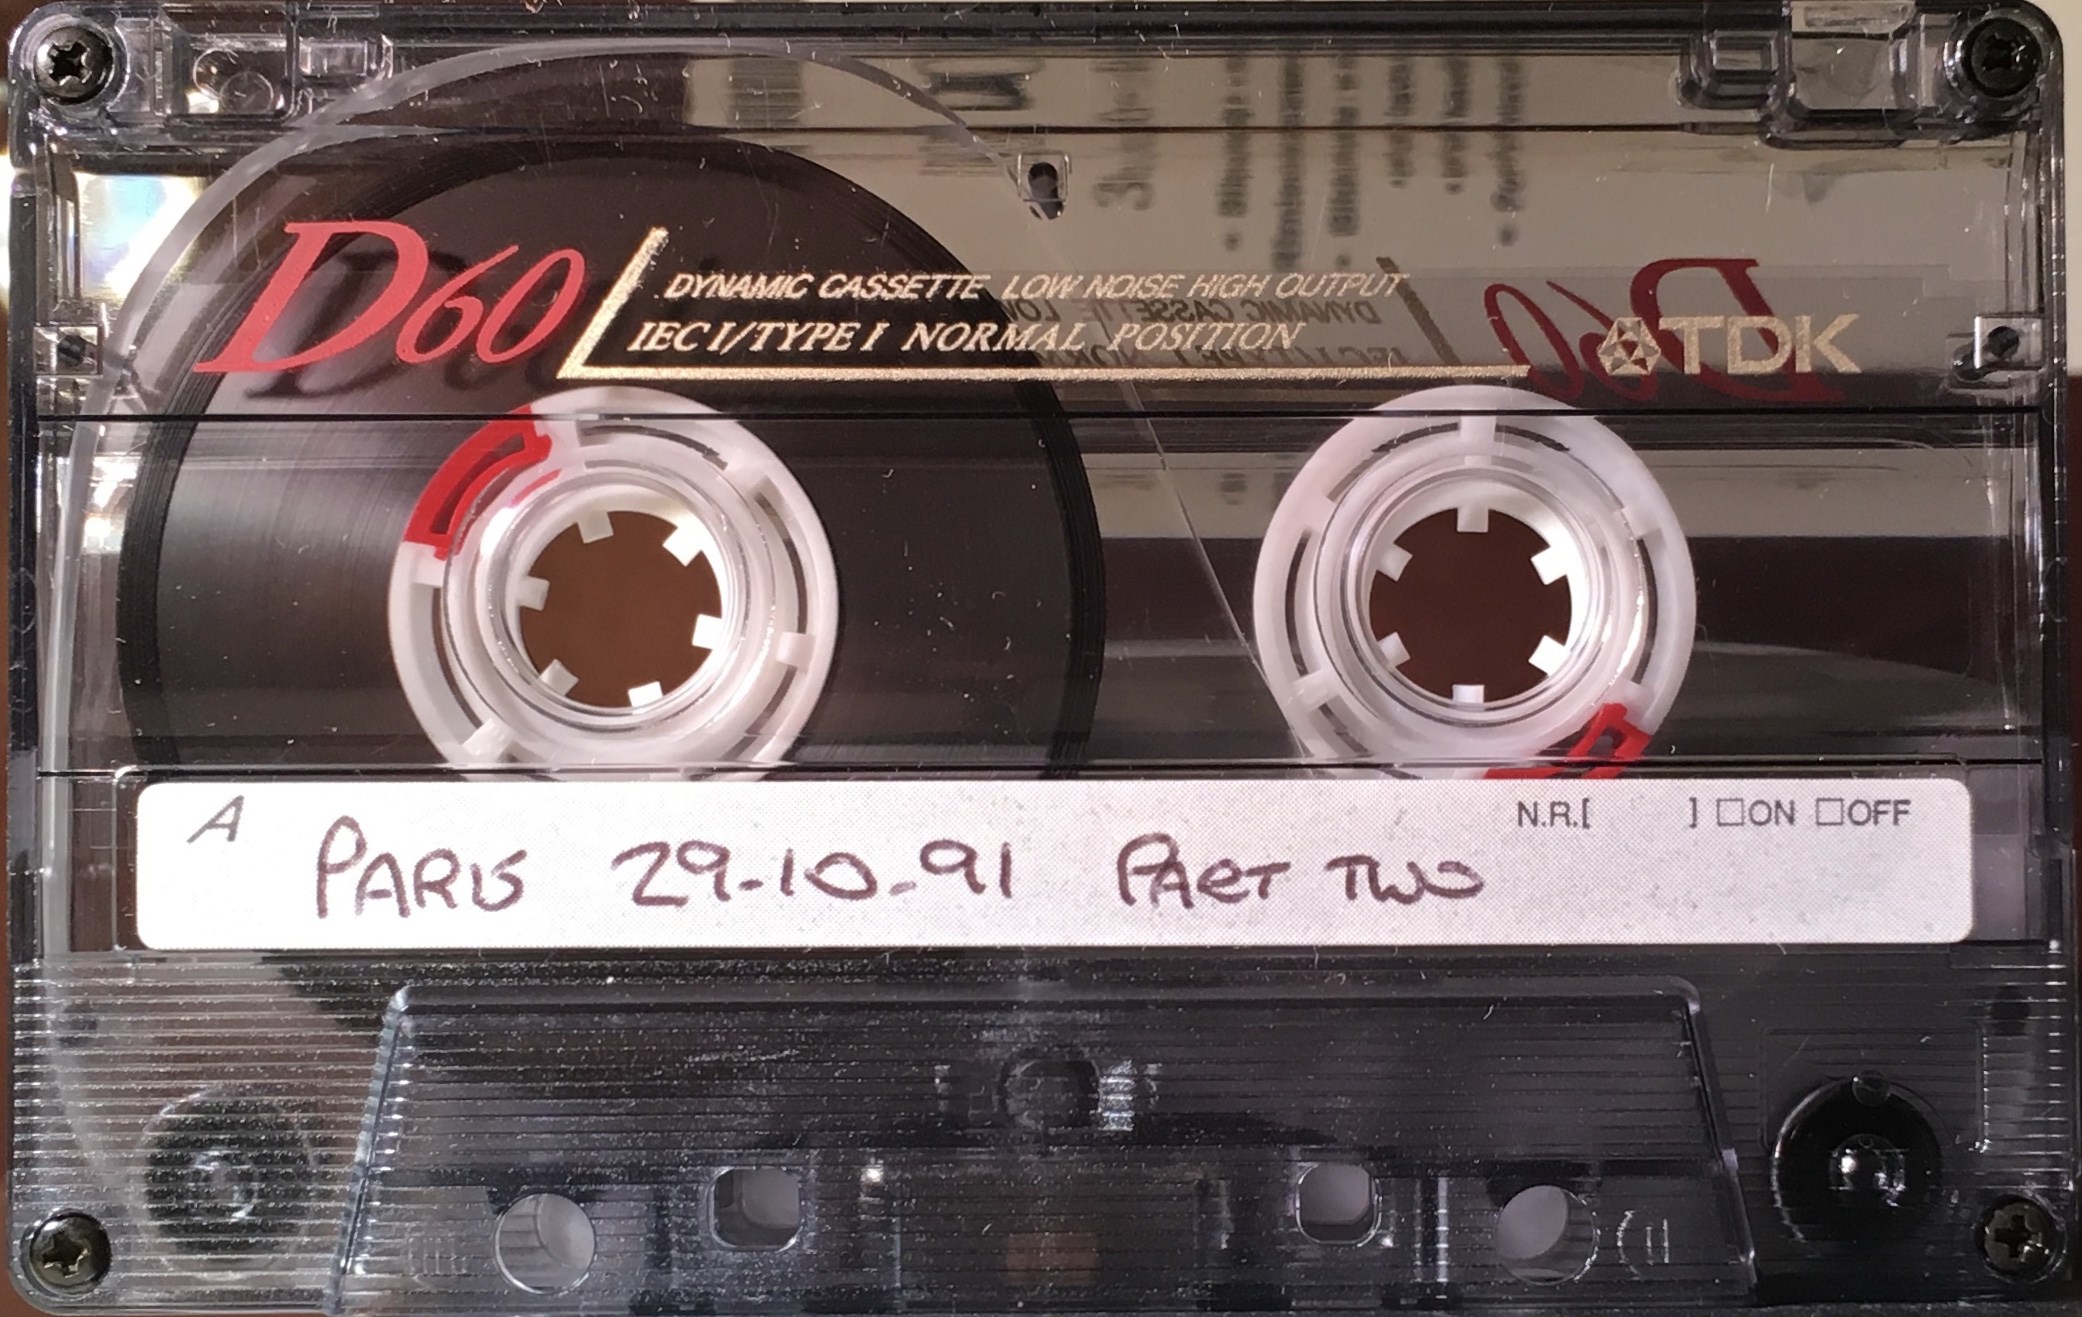 D60
DYNAMIC CASSETTE LOW NOISE HIGH OUTPUT
IEC I/TYPE I NORMAL POSITION
TDK
A
N.R.[ ] □ON □OFF
PARIS 29-10-91 PART TWO